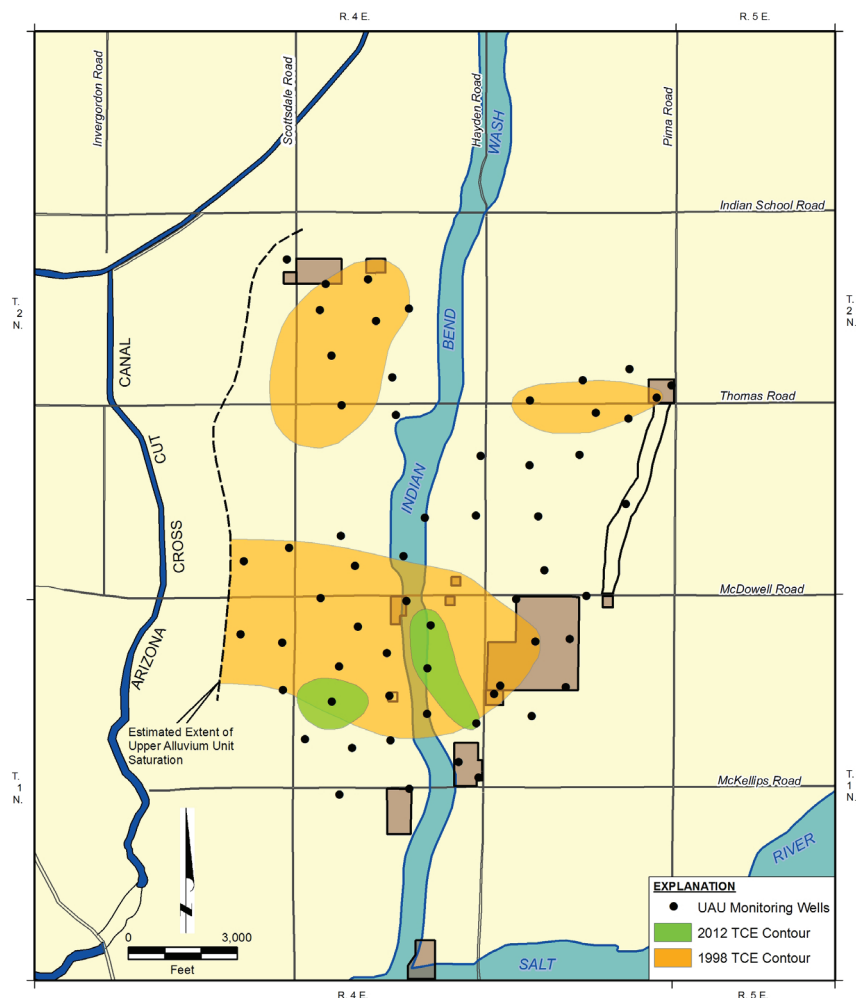 R. 4 E.
R. 5 E.
Invergordon Road
Scottsdale Road
Hayden Road
WASH
Pima Road
Indian School Road
T.
2
N.
T.
2
N.
BEND
CANAL
Thomas Road
CUT
INDIAN
CROSS
McDowell Road
ARIZONA
Estimated Extent of
Upper Alluvium Unit
Saturation
T.
1
N.
McKellips Road
T.
1
N.
RIVER
0
3,000
Feet
SALT
EXPLANATION
UAU Monitoring Wells
2012 TCE Contour
1998 TCE Contour
R. 4 E.
R. 5 E.